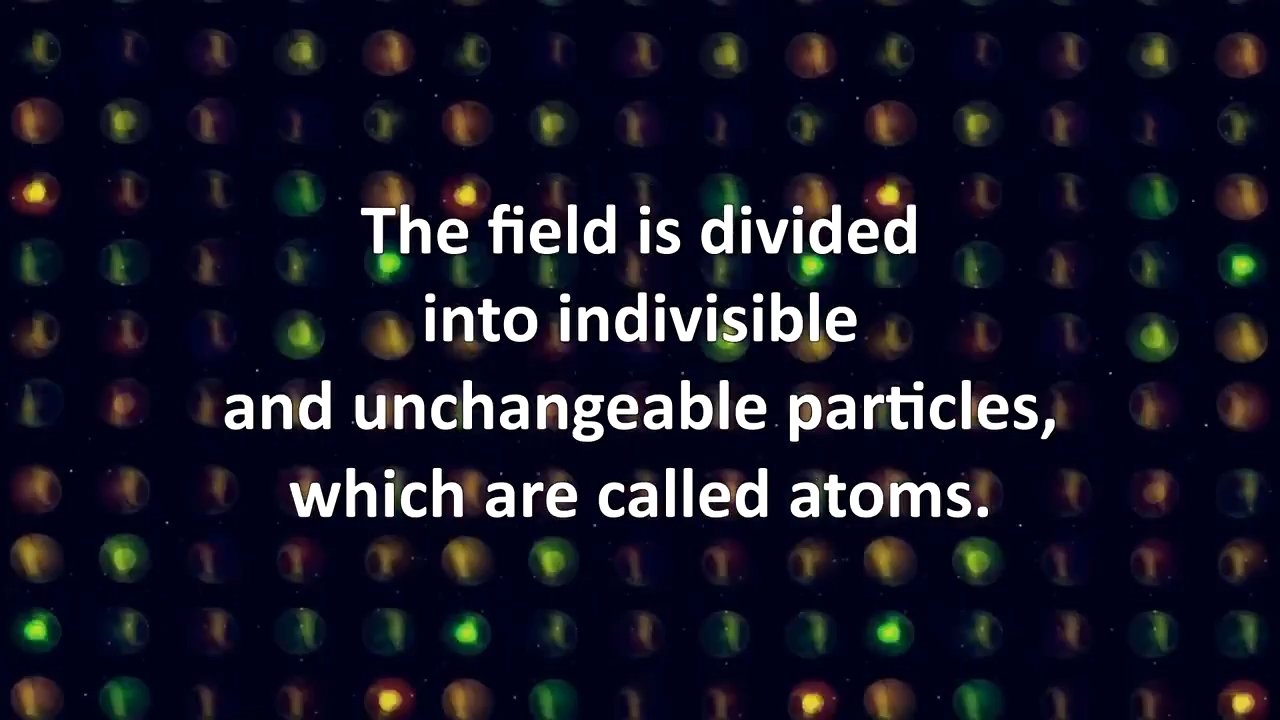 The field is divided
into indivisible
and unchangeable particles,
which are called atoms.